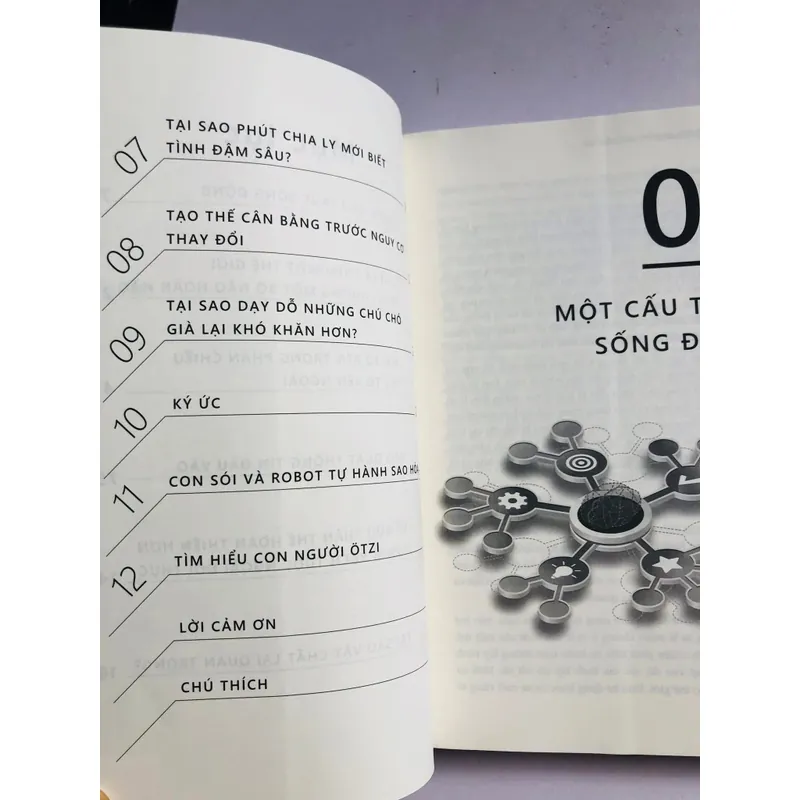 07
TẠI SAO PHÚT CHIA LY MỚI BIẾT
TÌNH ĐẬM SÂU?
08
TẠO THẾ CÂN BẰNG TRƯỚC NGUY CƠ
THAY ĐỔI
09
TẠI SAO DẠY DỖ NHỮNG CHÚ CHÓ
GIÀ LẠI KHÓ KHĂN HƠN?
10
KÝ ỨC
11
CON SÓI VÀ ROBOT TỰ HÀNH SAO HỎA
12
TÌM HIỂU CON NGƯỜI ÖTZI
LỜI CẢM ƠN
CHÚ THÍCH
0
MỘT CẤU T
SỐNG Đ